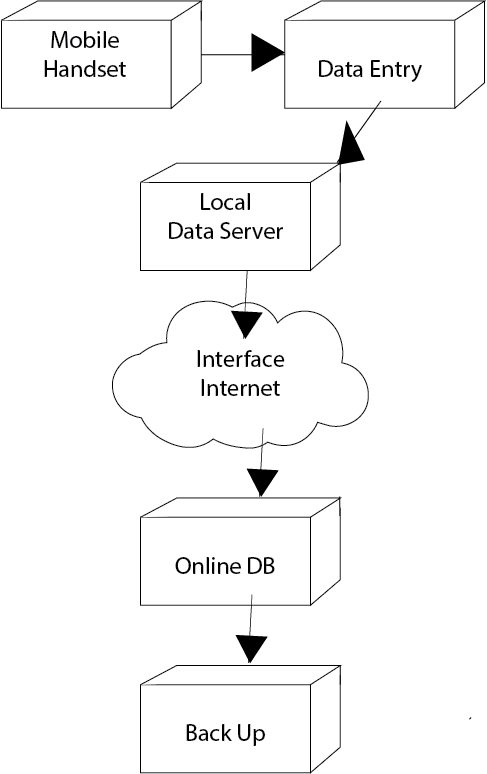 Mobile
Handset
Data Entry
Local
Data Server
Interface
Internet
Online DB
Back Up